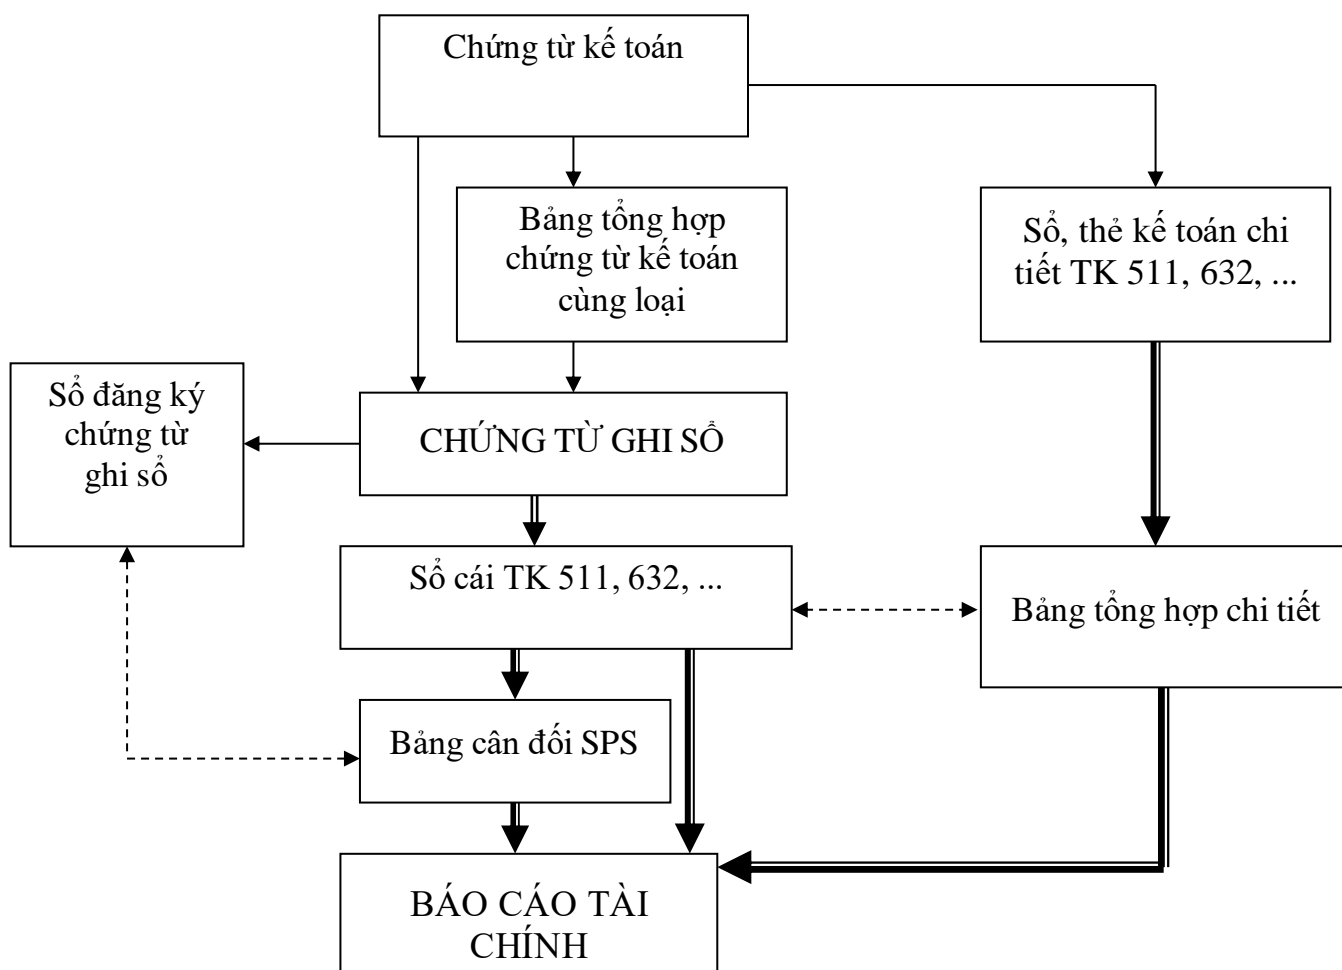 Chứng từ kế toán
Bảng tổng hợp
chứng từ kế toán
cùng loại
Sổ, thẻ kế toán chi
tiết TK 511, 632, ...
Sổ đăng ký
chứng từ
ghi sổ
CHỨNG TỪ GHI SỔ
Sổ cái TK 511, 632, ...
Bảng tổng hợp chi tiết
Bảng cân đối SPS
BÁO CÁO TÀI
CHÍNH